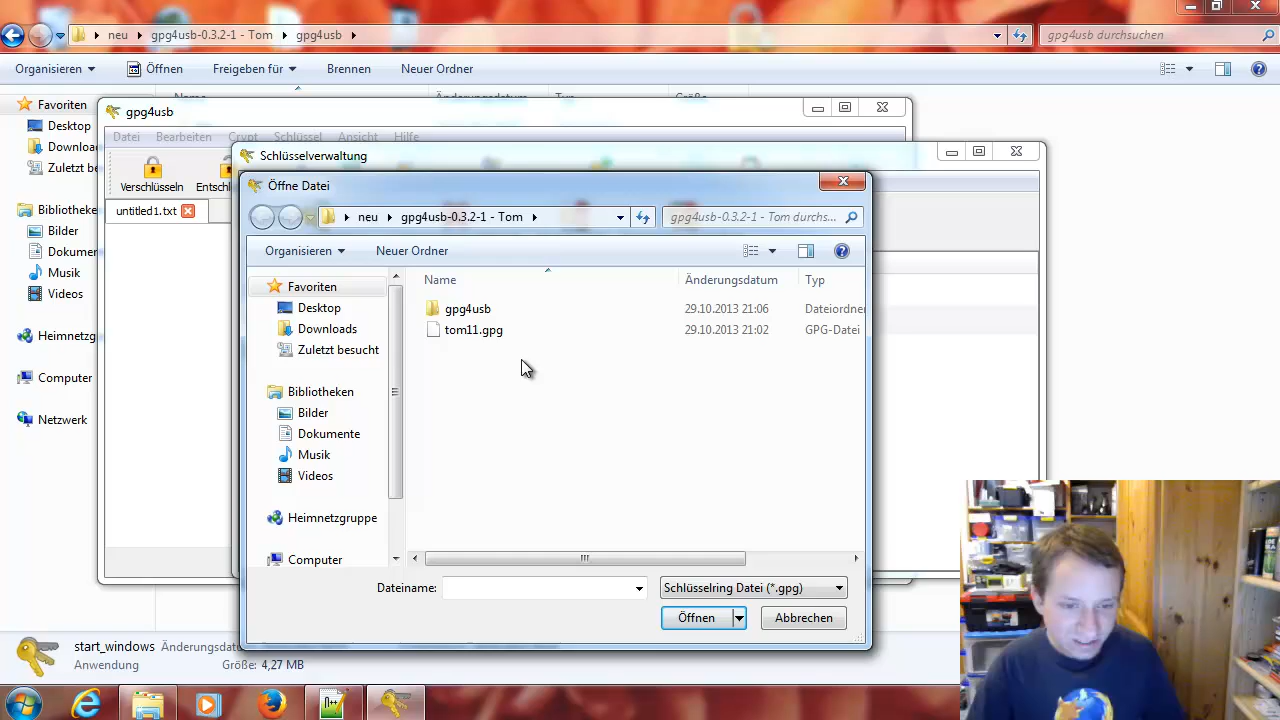 neu gpg4usb-0.3.2-1 - Tom gpg4usb
gpg4usb durchsuchen
Organisieren Öffnen Freigeben für Brennen Neuer Ordner
Favoriten
Desktop
Zuletzt
Musik
Videos
Computer
Netzwerk
gpg4usb
Datei Bearbeiten Crypt Schlüssel Ansicht Hilfe
Verschlüsseln
untitled1.txt
Schlüsselverwaltung
Öffne Datei
neu gpg4usb-0.3.2-1 - Tom
gpg4usb-0.3.2-1 - Tom durchs...
Organisieren Neuer Ordner
Favoriten
Desktop
Downloads
Zuletzt besucht
Bibliotheken
Bilder
Dokumente
Musik
Videos
Heimnetzgruppe
Computer
Name Änderungsdatum Typ
gpg4usb 29.10.2013 21:06
tom11.gpg 29.10.2013 21:02 GPG-Datei
Dateiname: Schlüsselring Datei (*.gpg)
Öffnen Abbrechen
start_windows
Anwendung Größe: 4,27 MB